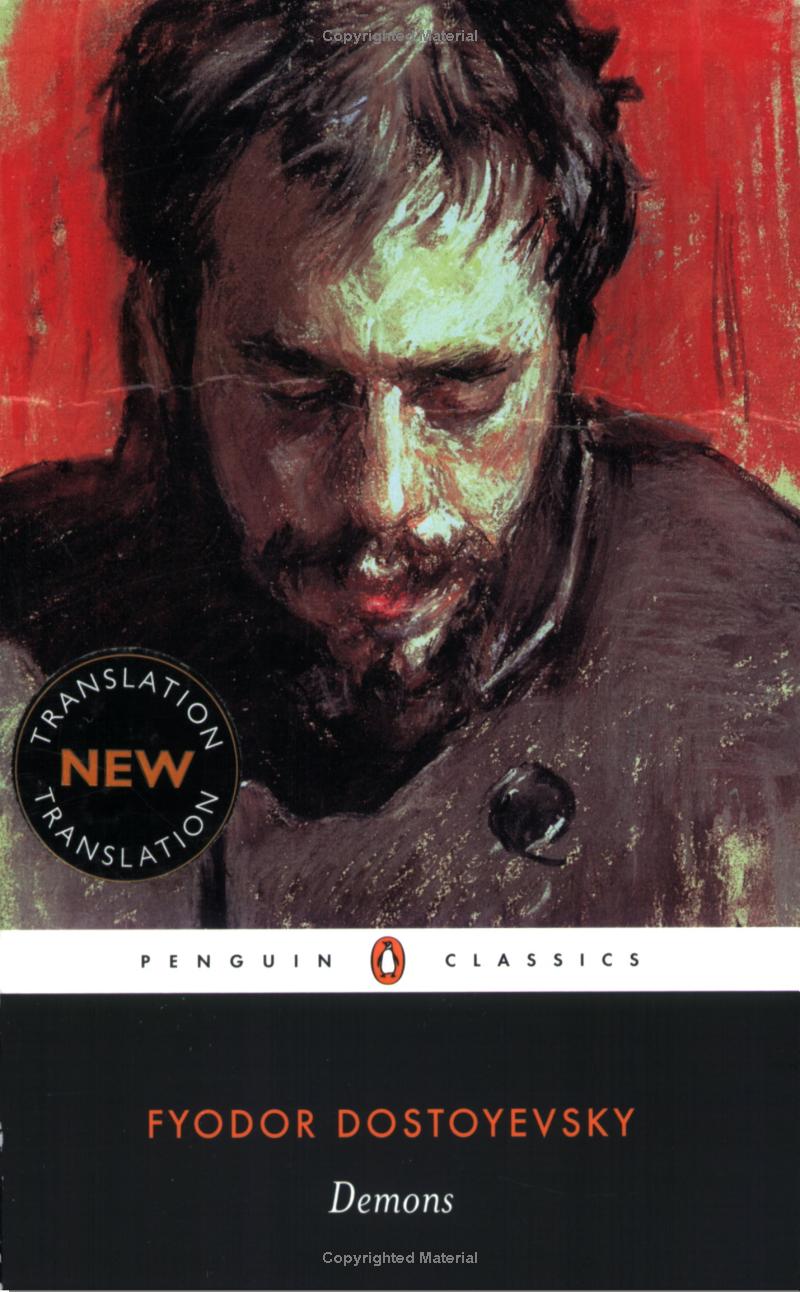 Copyrighted Material
TRANSLATION
NEW
TRANSLATION
PENGUIN CLASSICS
FYODOR DOSTOYEVSKY
Demons
Copyrighted Material